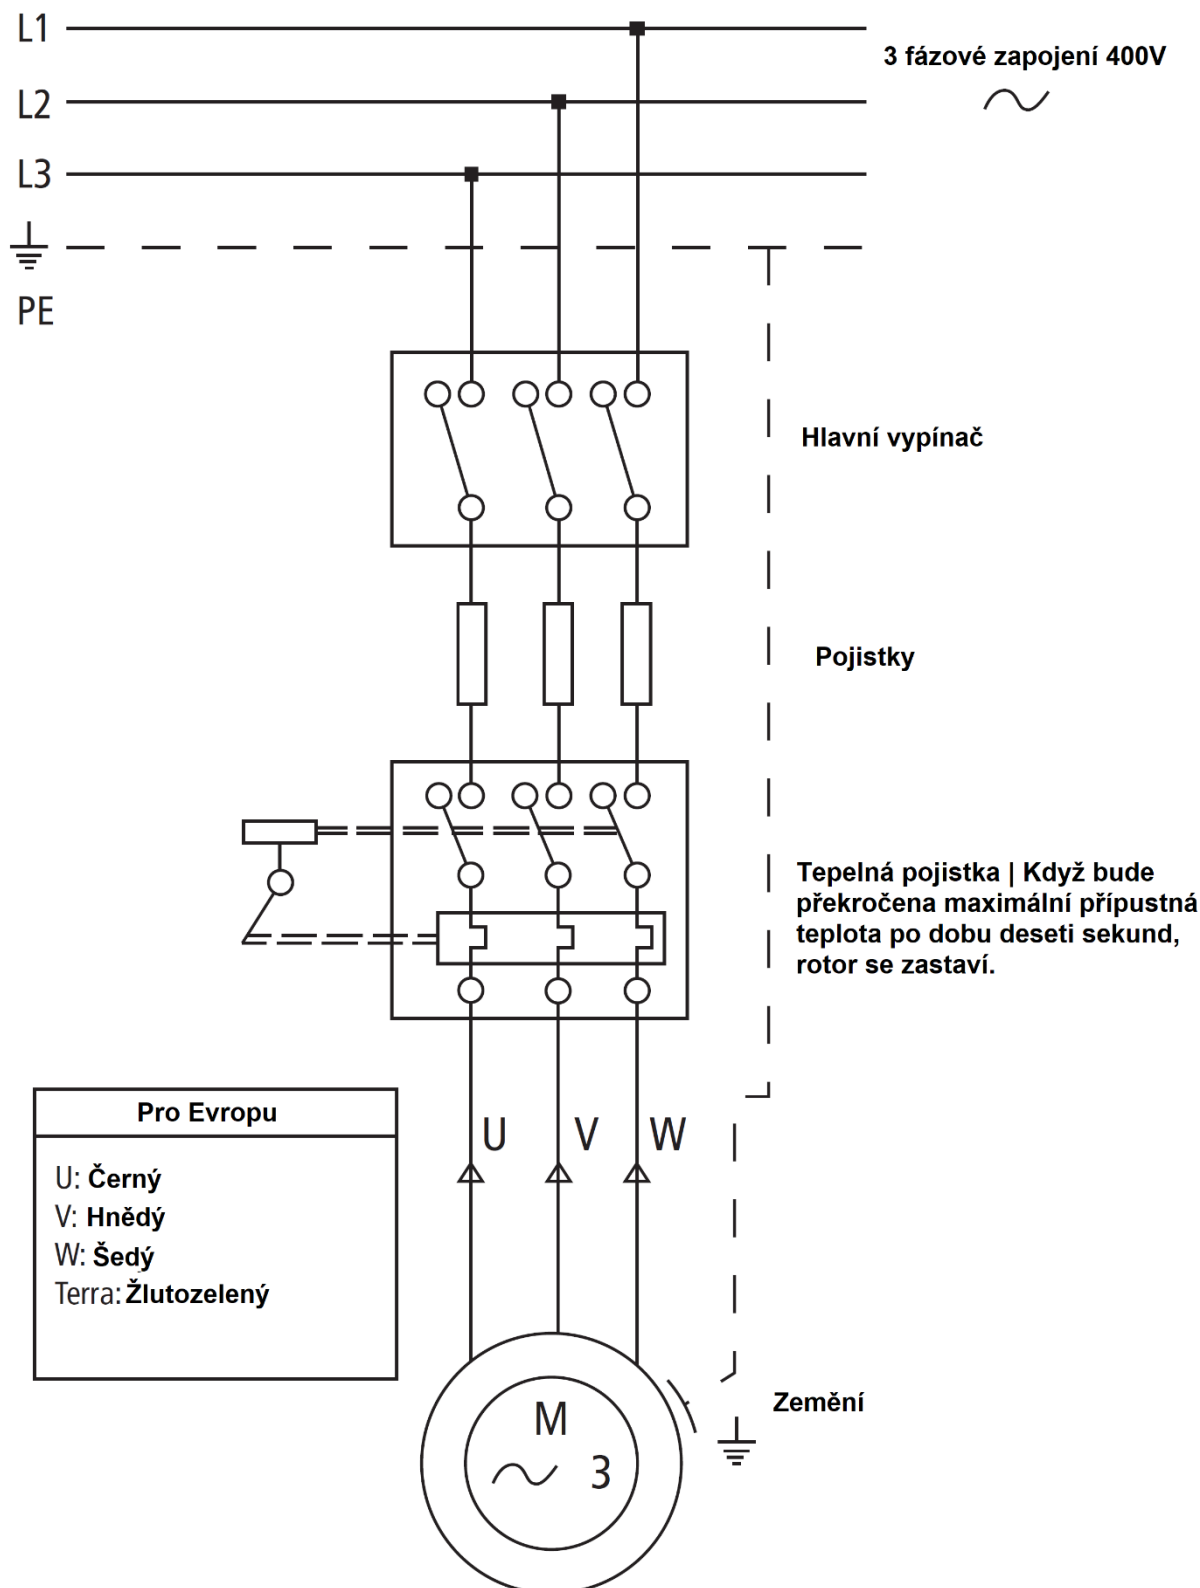 L1
3 fázové zapojení 400V
L2
L3
PE
Hlavní vypínač
Pojistky
Tepelná pojistka | Když bude
překročena maximální přípustná
teplota po dobu deseti sekund,
rotor se zastaví.
Pro Evropu
U: Černý
V: Hnědý
W: Šedý
Terra: Žlutozelený
U V W
Zemění
M
3